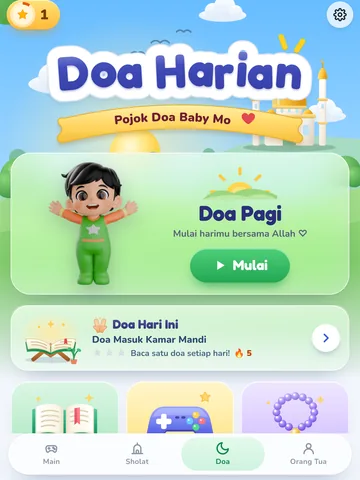 1
Doa Harian
Pojok Doa Baby Mo ❤️
Doa Pagi
Mulai harimu bersama Allah ♡
Mulai
🤲 Doa Hari Ini
Doa Masuk Kamar Mandi
Baca satu doa setiap hari! 🔥 5
Main
Sholat
Doa
Orang Tua